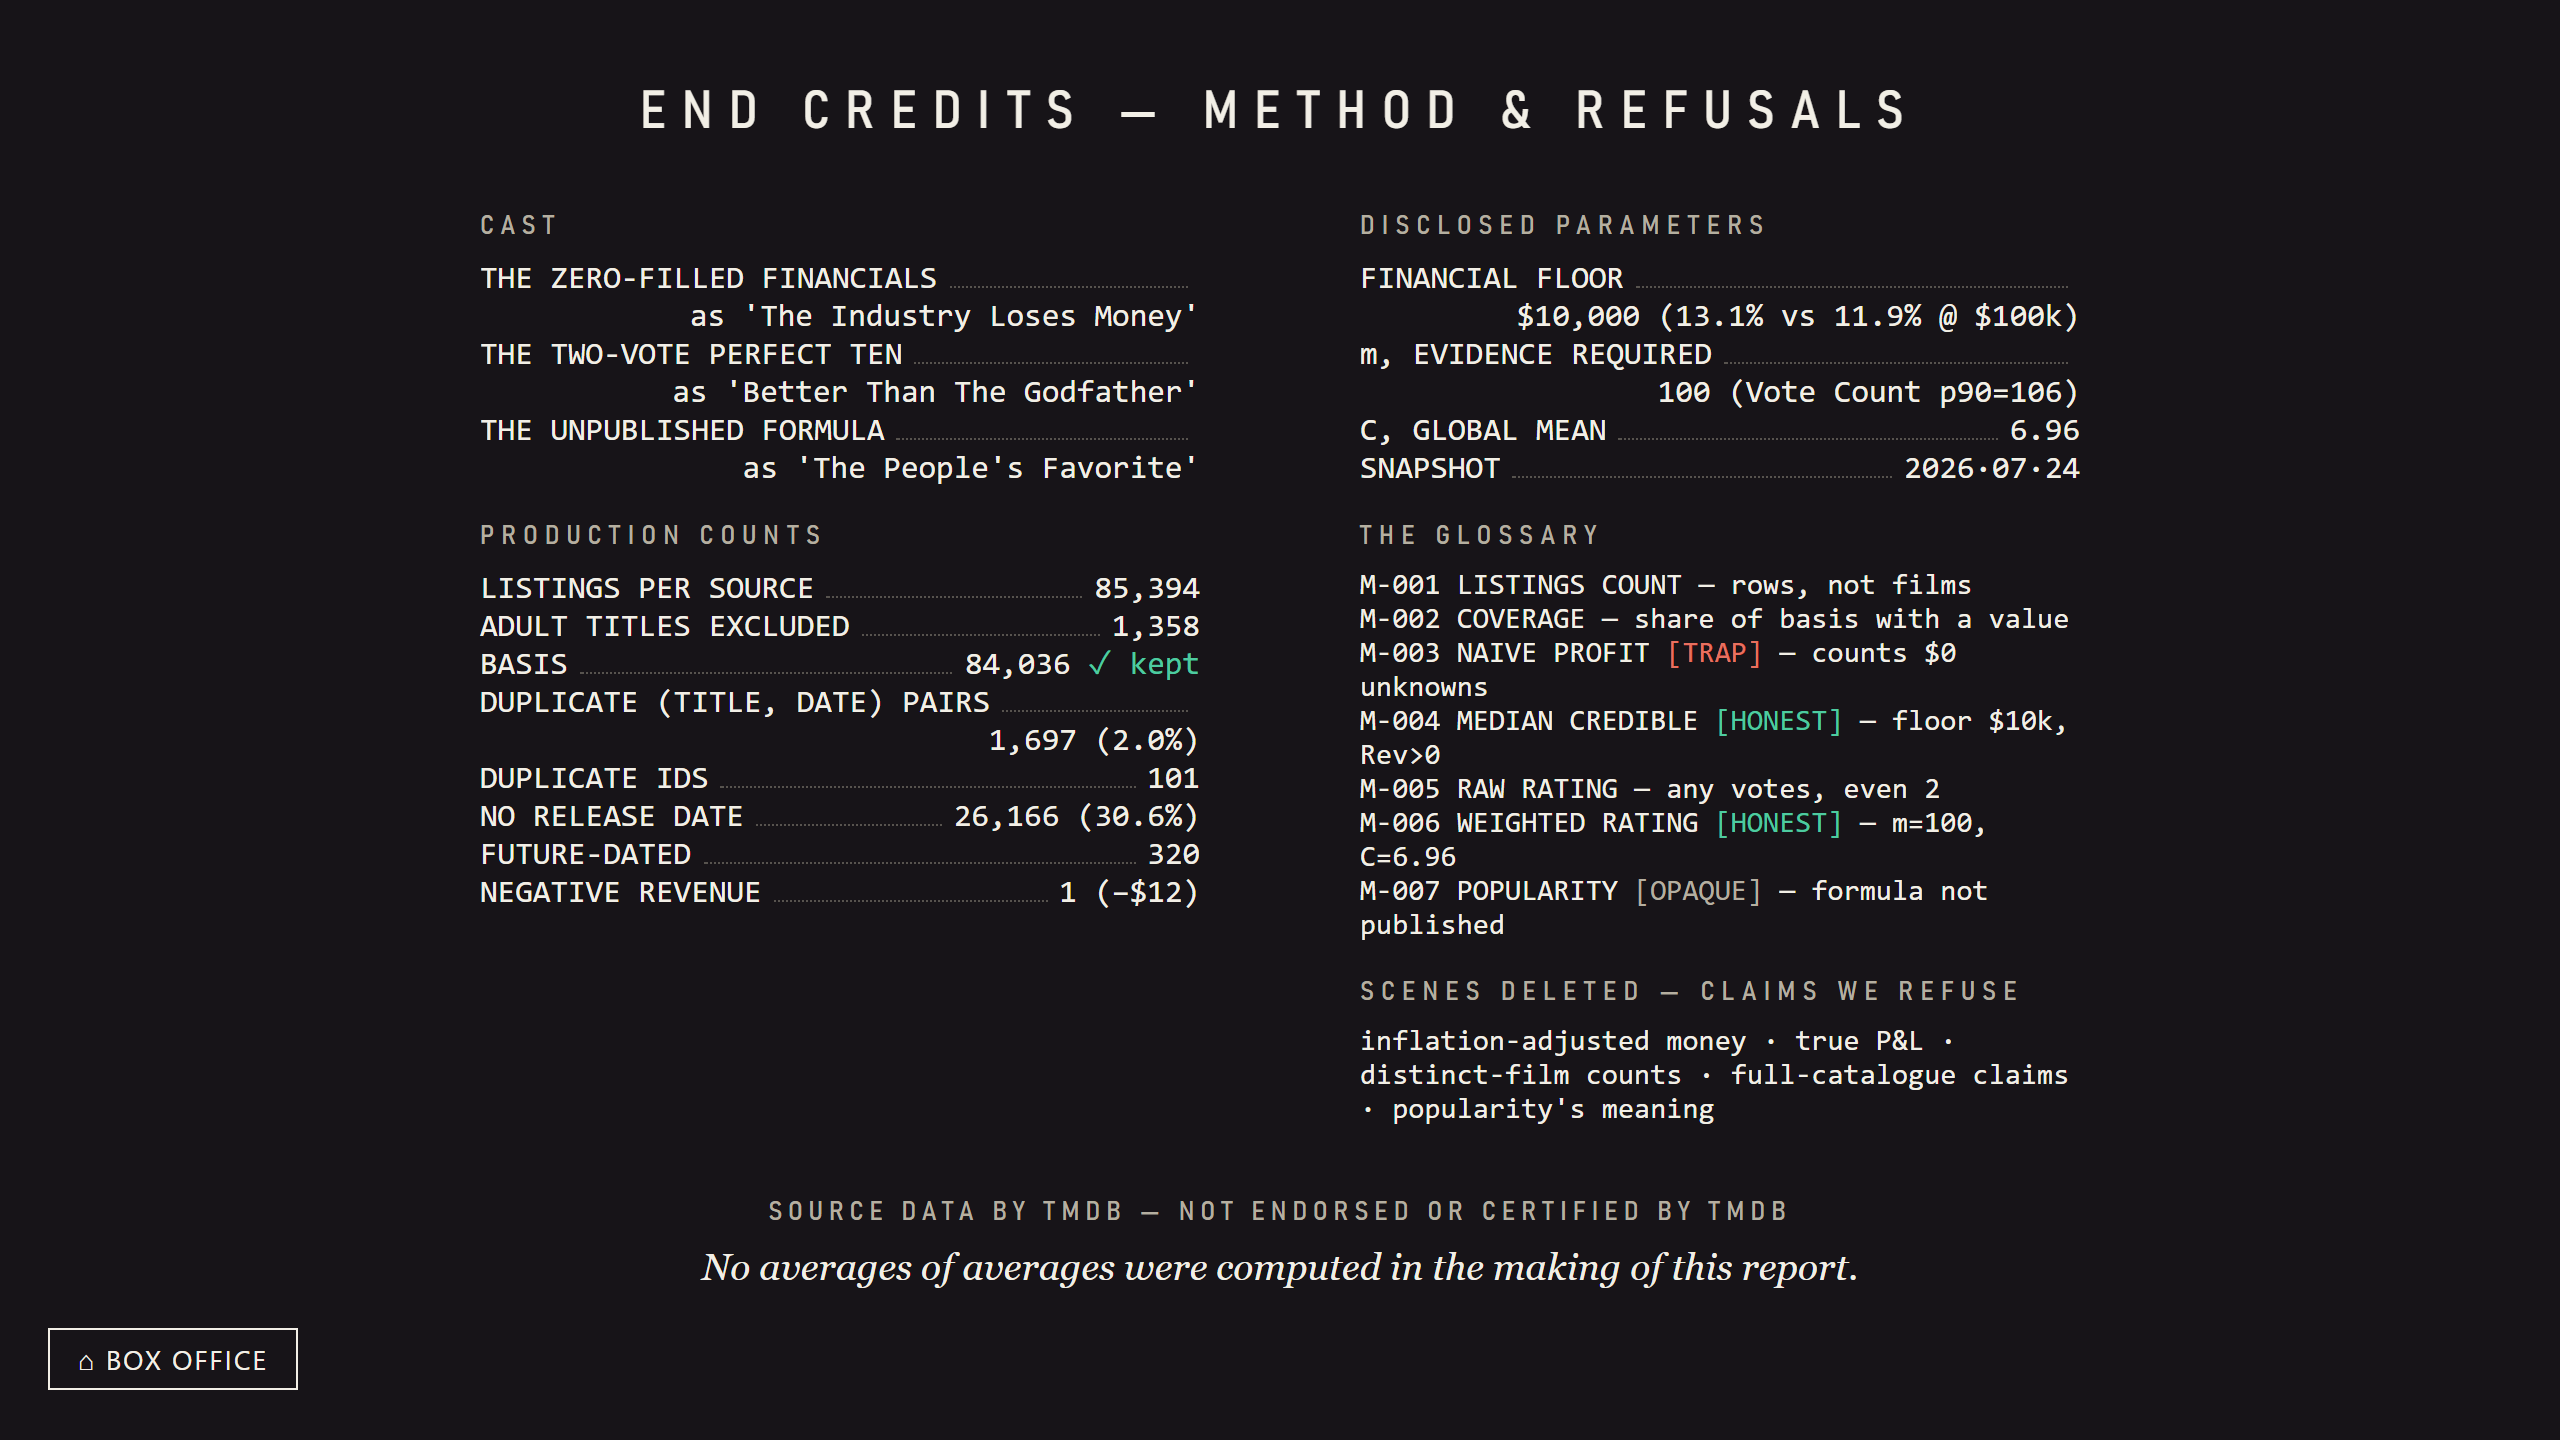 END CREDITS — METHOD & REFUSALS
CAST
THE ZERO-FILLED FINANCIALS
as 'The Industry Loses Money'
THE TWO-VOTE PERFECT TEN
as 'Better Than The Godfather'
THE UNPUBLISHED FORMULA
as 'The People's Favorite'
PRODUCTION COUNTS
LISTINGS PER SOURCE 85,394
ADULT TITLES EXCLUDED 1,358
BASIS 84,036 ✓ kept
DUPLICATE (TITLE, DATE) PAIRS
1,697 (2.0%)
DUPLICATE IDS 101
NO RELEASE DATE 26,166 (30.6%)
FUTURE-DATED 320
NEGATIVE REVENUE 1 (−$12)
DISCLOSED PARAMETERS
FINANCIAL FLOOR
$10,000 (13.1% vs 11.9% @ $100k)
m, EVIDENCE REQUIRED
100 (Vote Count p90=106)
C, GLOBAL MEAN 6.96
SNAPSHOT 2026·07·24
THE GLOSSARY
M-001 LISTINGS COUNT — rows, not films
M-002 COVERAGE — share of basis with a value
M-003 NAIVE PROFIT [TRAP] — counts $0
unknowns
M-004 MEDIAN CREDIBLE [HONEST] — floor $10k,
Rev>0
M-005 RAW RATING — any votes, even 2
M-006 WEIGHTED RATING [HONEST] — m=100,
C=6.96
M-007 POPULARITY [OPAQUE] — formula not
published
SCENES DELETED — CLAIMS WE REFUSE
inflation-adjusted money · true P&L ·
distinct-film counts · full-catalogue claims
· popularity's meaning
SOURCE DATA BY TMDB — NOT ENDORSED OR CERTIFIED BY TMDB
No averages of averages were computed in the making of this report.
⌂ BOX OFFICE